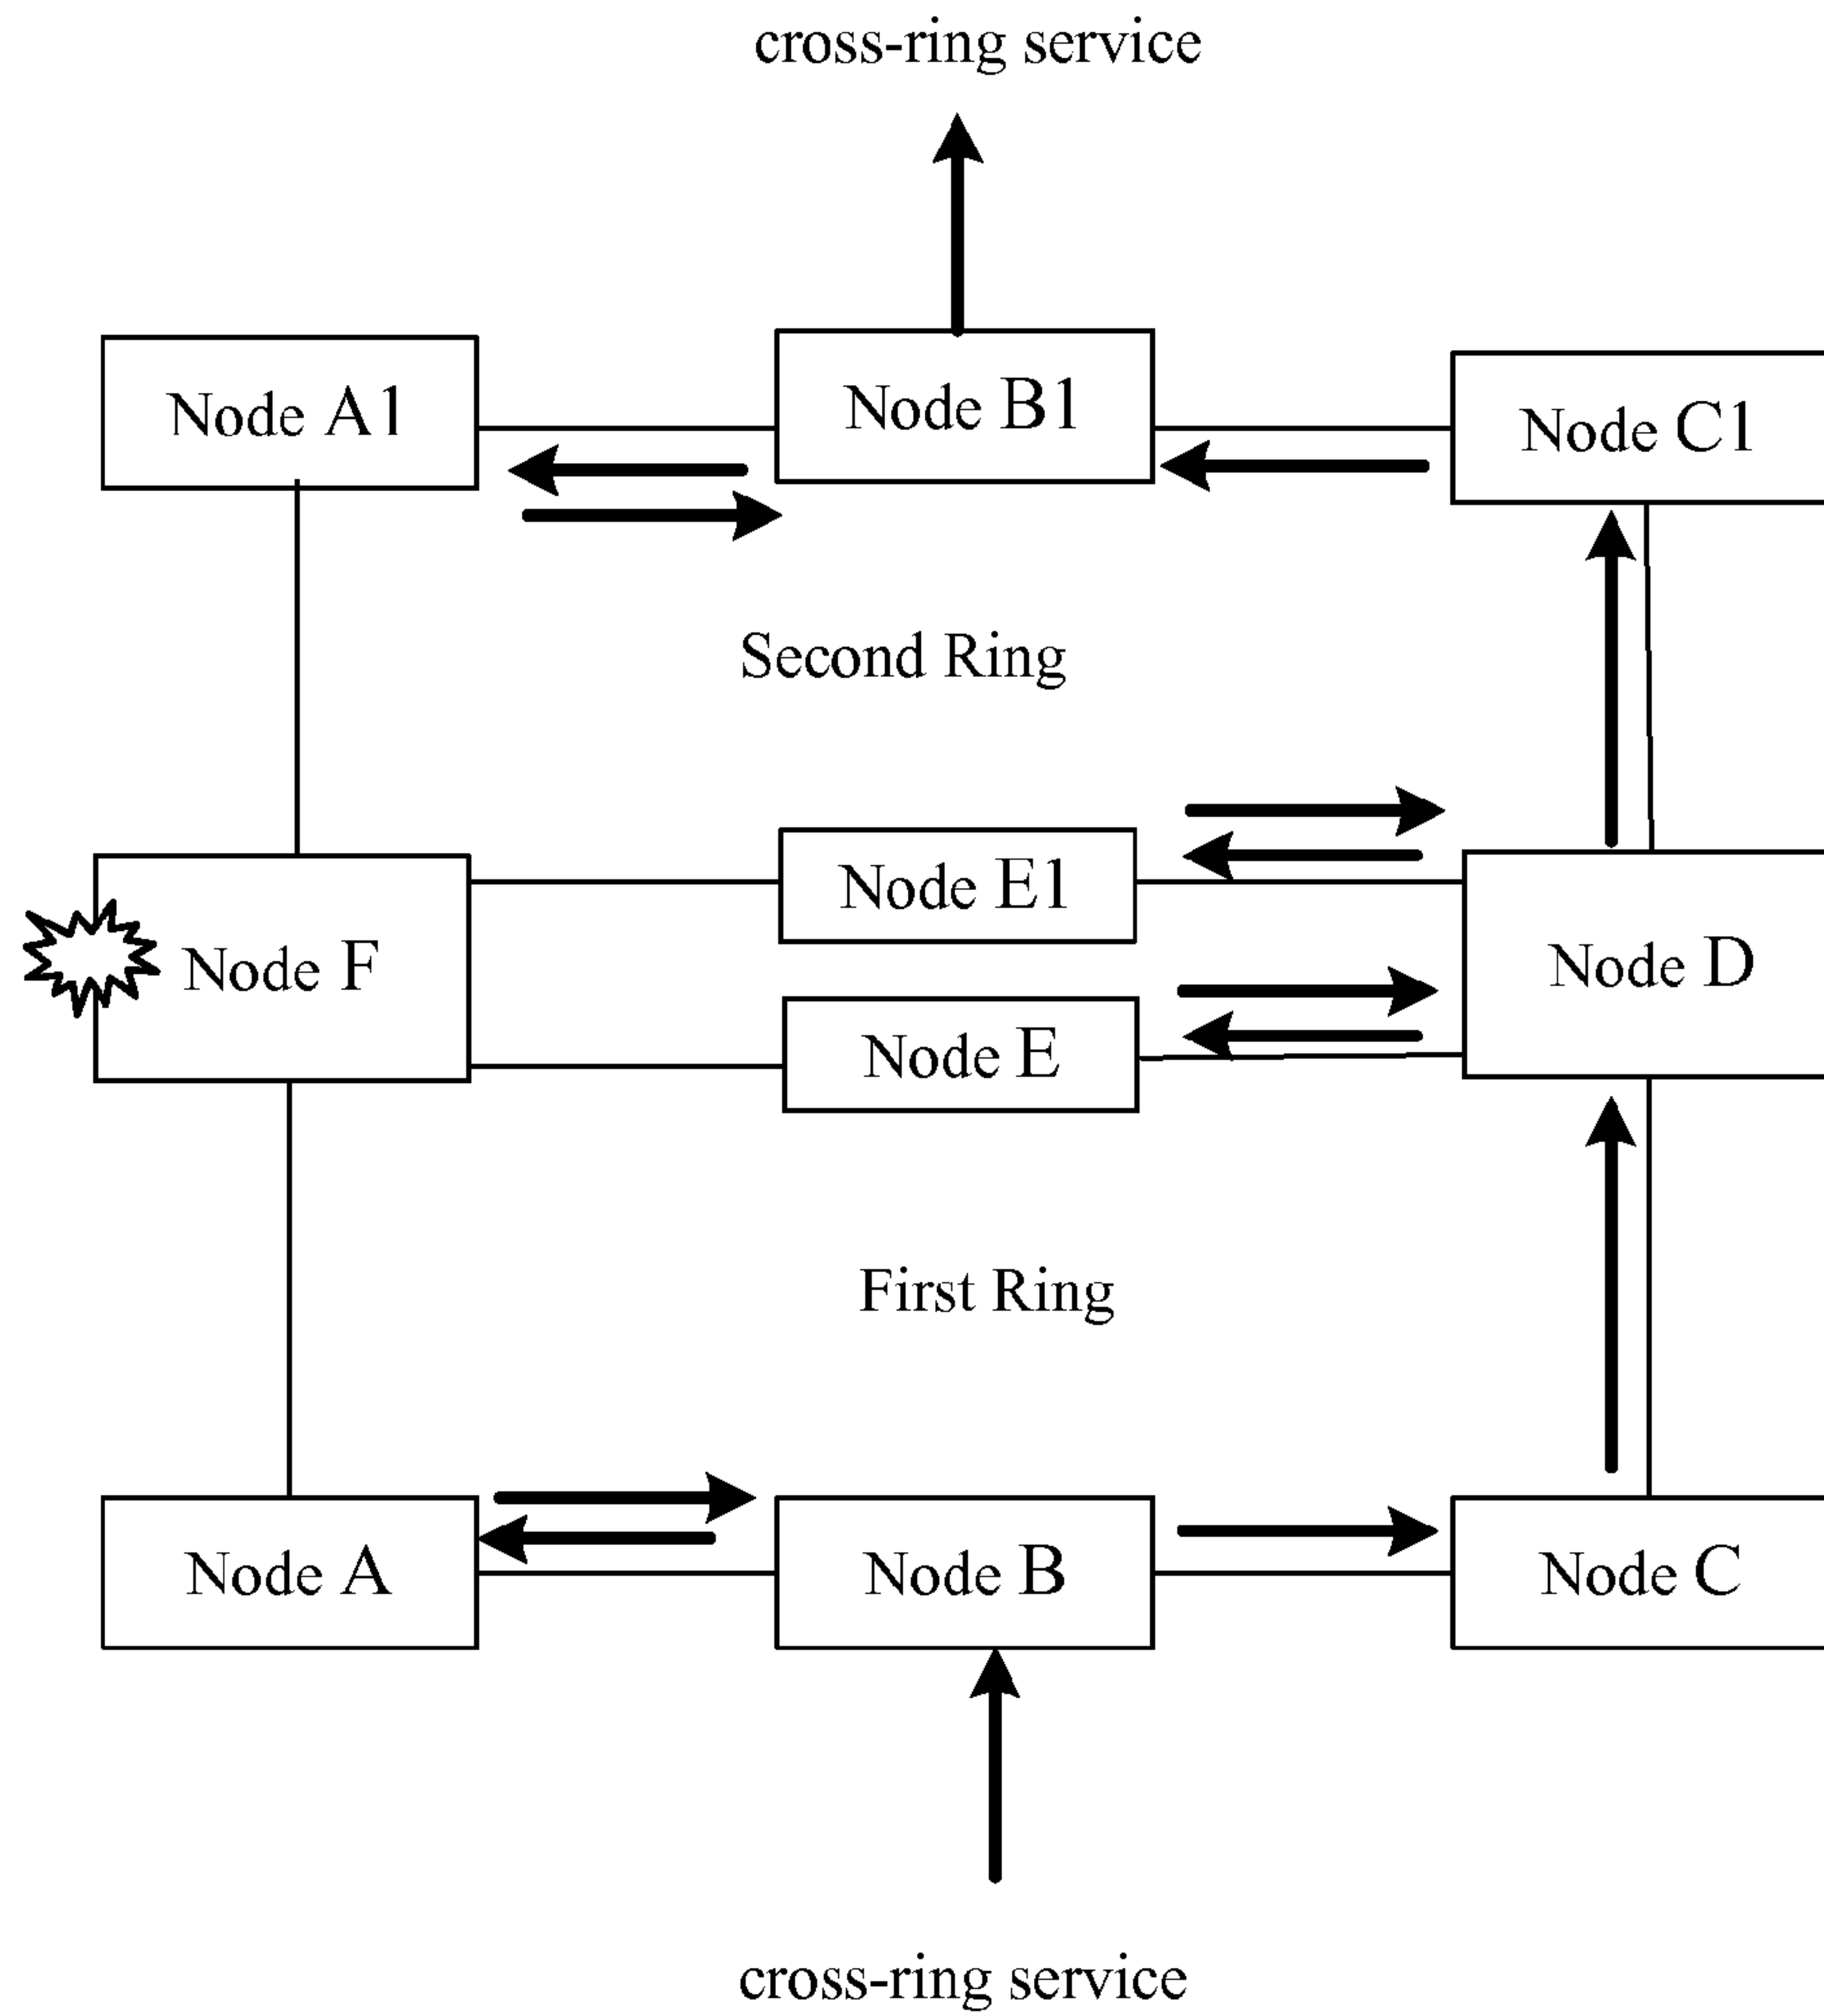 cross-ring service
Node A1
Node B1
Node C1
Second Ring
Node E1
Node F
Node D
Node E
First Ring
Node A
Node B
Node C
cross-ring service